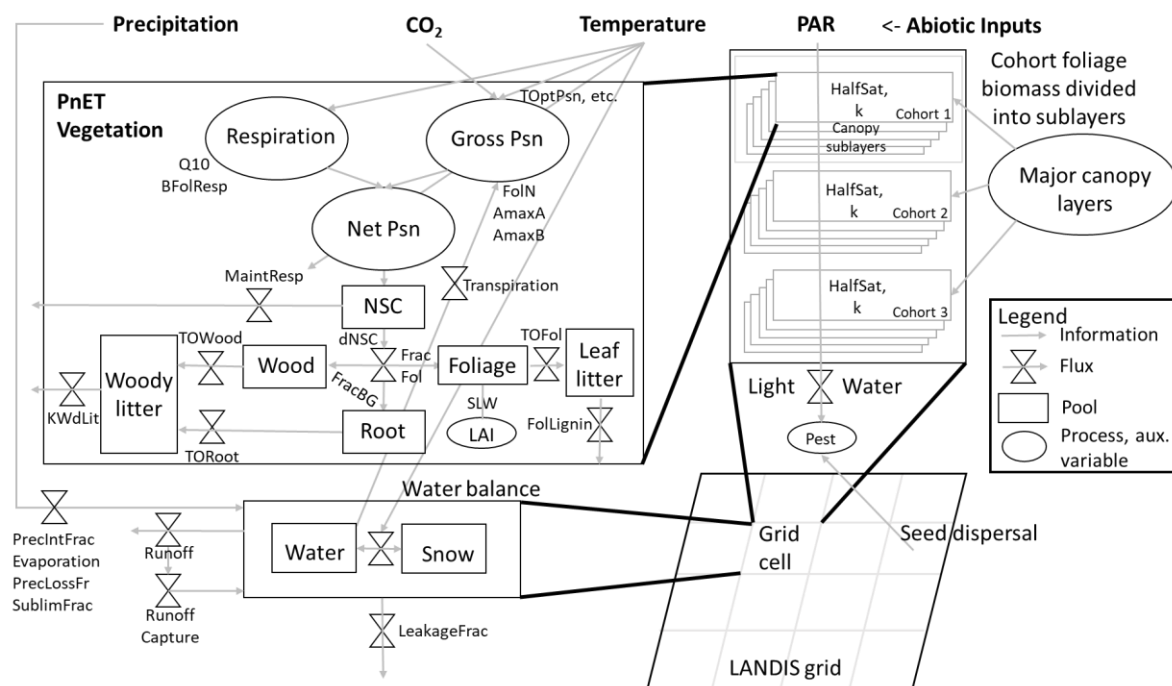 Precipitation
CO2
Temperature
PAR
<- Abiotic Inputs
PnET
Vegetation
TOptPsn, etc.
Respiration
Gross Psn
Q10
BFolResp
FolN
AmaxA
AmaxB
Net Psn
MaintResp
Transpiration
NSC
dNSC
TOWood
Wood
Frac
Fol
Foliage
TOFol
Leaf
litter
Woody
litter
FracBG
SLW
KWdLit
Root
LAI
FolLignin
TORoot
HalfSat,
k
Cohort 1
Canopy
sublayers
HalfSat,
k
Cohort 2
HalfSat,
k
Cohort 3
Cohort foliage
biomass divided
into sublayers
Major canopy
layers
Legend
Information
Flux
Pool
Process, aux.
variable
Light
Water
Pest
Water balance
PrecIntFrac
Evaporation
PrecLossFr
SublimFrac
Runoff
Runoff
Capture
Water
Snow
LeakageFrac
Grid
cell
Seed dispersal
LANDIS grid